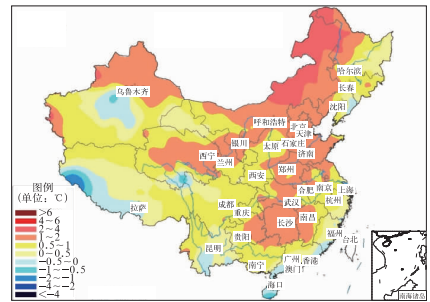 哈尔滨
长春
乌鲁木齐
沈阳
呼和浩特
北京
天津
银川
太原
石家庄
济南
西宁
兰州
郑州
西安
合肥
南京
上海
拉萨
成都
武汉
杭州
重庆
南昌
长沙
贵阳
福州
昆明
台北
南宁
广州
香港
澳门
海口
图例
(单位:℃)
>6
4~6
2~4
1~2
0.5~1
0~0.5
−0.5~0
−1~−0.5
−2~−1
−4~−2
<−4
南海诸岛